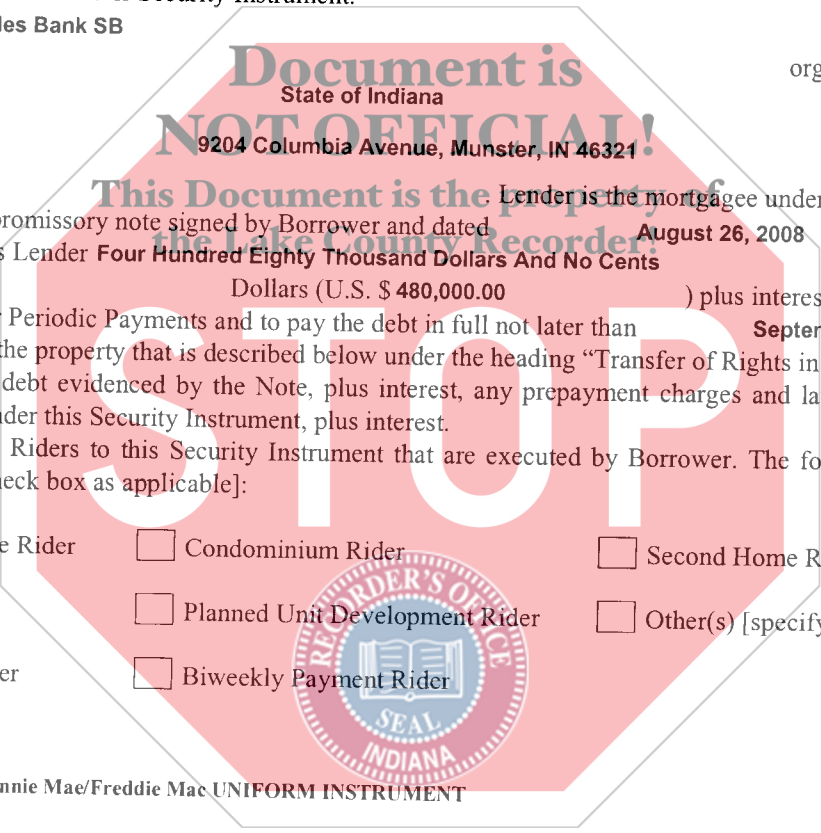 Security Instrument.
les Bank SB
org
Document is
State of Indiana
NOT OFFICIAL!
9204 Columbia Avenue, Munster, IN 46321
This Document is the property of
. Lender is the mortgagee under
promissory note signed by Borrower and dated August 26, 2008
the Lake County Recorder!
s Lender Four Hundred Eighty Thousand Dollars And No Cents
Dollars (U.S. $ 480,000.00 ) plus interes
Periodic Payments and to pay the debt in full not later than Septem
the property that is described below under the heading “Transfer of Rights in
debt evidenced by the Note, plus interest, any prepayment charges and la
nder this Security Instrument, plus interest.
Riders to this Security Instrument that are executed by Borrower. The fo
heck box as applicable]:
STOP
e Rider Condominium Rider Second Home R
Planned Unit Development Rider Other(s) [specify
er Biweekly Payment Rider
RECORDER'S OFFICE
SEAL
INDIANA
nnie Mae/Freddie Mac UNIFORM INSTRUMENT